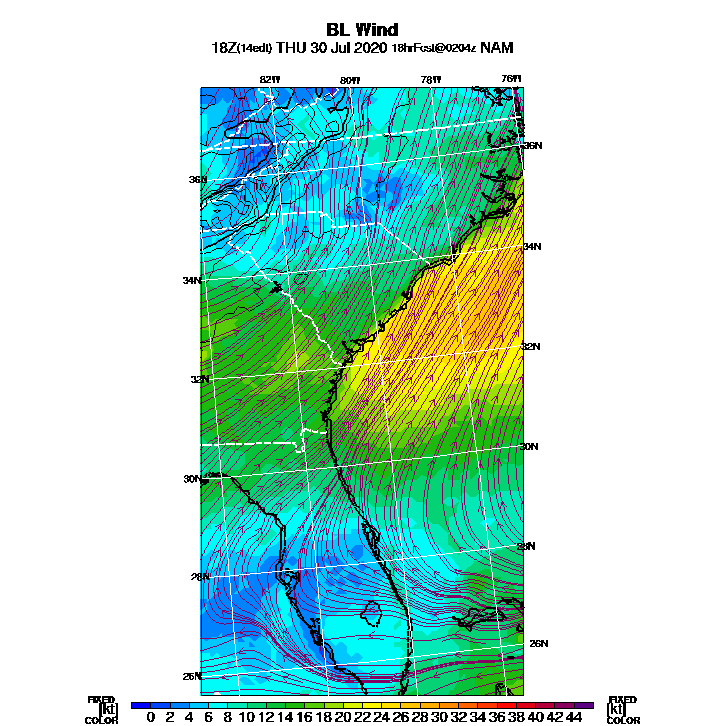 BL Wind
18Z(14edt) THU 30 Jul 2020 18hrFcst@0204z NAM
82W 80W 78W 76W
36N
36N
34N
34N
32N
32N
30N
30N
28N
28N
26N
26N
FIXED FIXED
[kt] 0 2 4 6 8 10 12 14 16 18 20 22 24 26 28 30 32 34 36 38 40 42 44 [kt]
COLOR COLOR